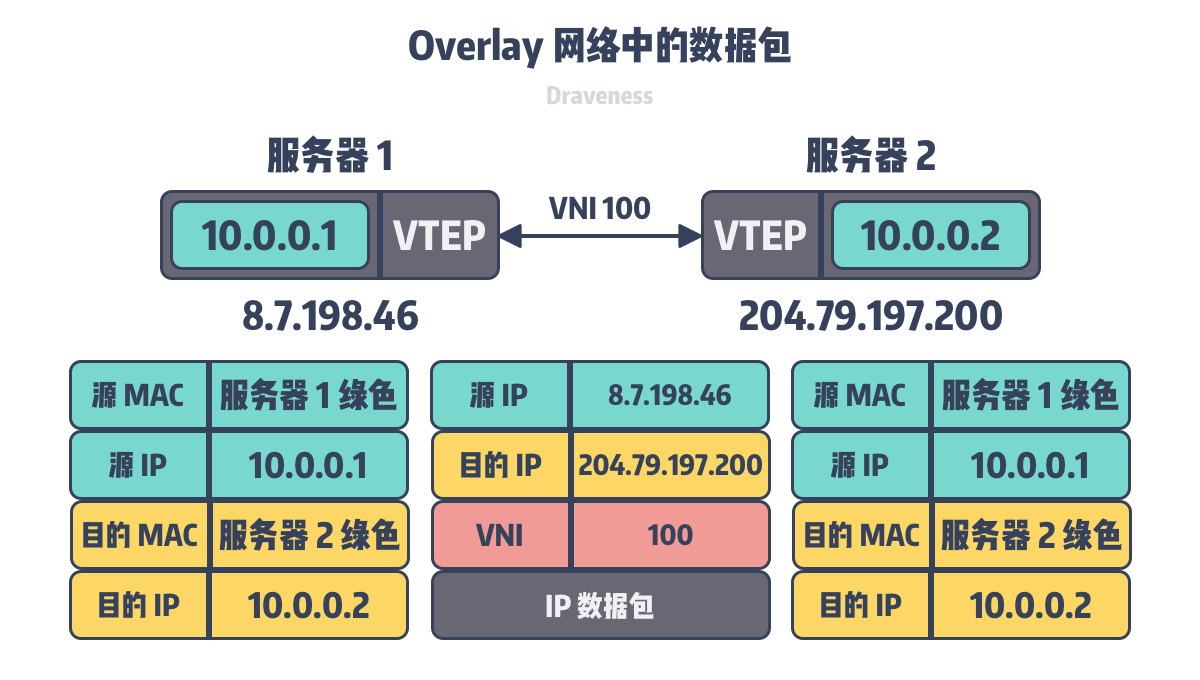 Overlay 网络中的数据包
Draveness
服务器 1
服务器 2
10.0.0.1 VTEP
VNI 100
VTEP 10.0.0.2
8.7.198.46
204.79.197.200
源 MAC 服务器 1 绿色
源 IP 10.0.0.1
目的 MAC 服务器 2 绿色
目的 IP 10.0.0.2
源 IP 8.7.198.46
目的 IP 204.79.197.200
VNI 100
IP 数据包
源 MAC 服务器 1 绿色
源 IP 10.0.0.1
目的 MAC 服务器 2 绿色
目的 IP 10.0.0.2